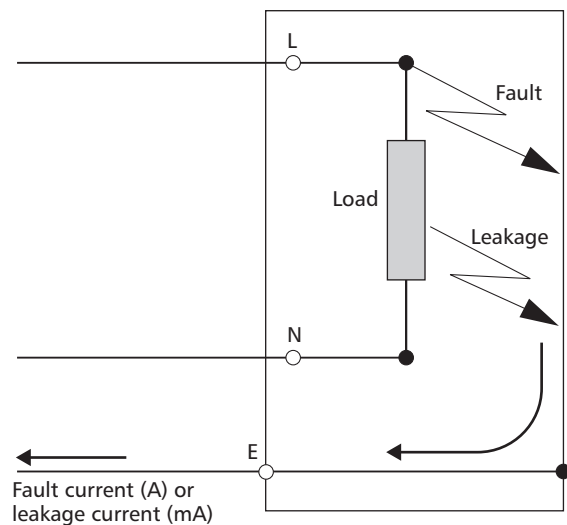 L
Fault
Load
Leakage
N
E
Fault current (A) or
leakage current (mA)